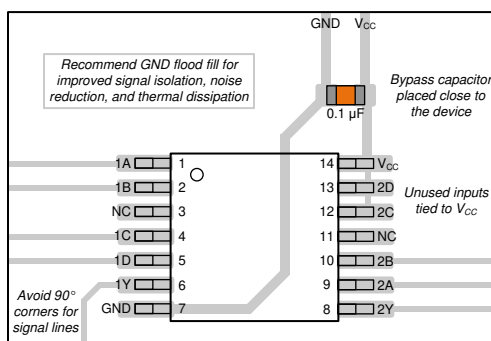 GND VCC
Recommend GND flood fill for
improved signal isolation, noise
reduction, and thermal dissipation
0.1 µF
Bypass capacitor
placed close to
the device
1A 1 14 VCC
1B 2 13 2D
NC 3 12 2C
1C 4 11 NC
1D 5 10 2B
1Y 6 9 2A
GND 7 8 2Y
Unused inputs
tied to VCC
Avoid 90°
corners for
signal lines